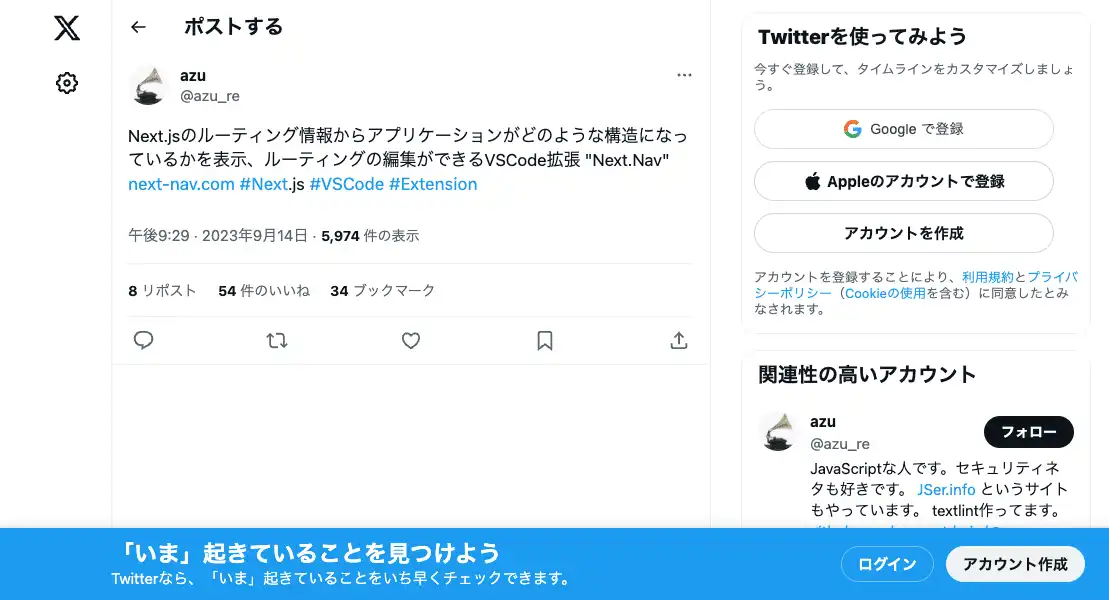 ポストする
azu
@azu_re
Next.jsのルーティング情報からアプリケーションがどのような構造になっ
ているかを表示、ルーティングの編集ができるVSCode拡張 "Next.Nav"
next-nav.com #Next.js #VSCode #Extension
午後9:29 · 2023年9月14日 · 5,974 件の表示
8 リポスト 54 件のいいね 34 ブックマーク
Twitterを使ってみよう
今すぐ登録して、タイムラインをカスタマイズしましょ
う。
Google で登録
Appleのアカウントで登録
アカウントを作成
アカウントを登録することにより、利用規約とプライバ
シーポリシー（Cookieの使用を含む）に同意したとみ
なされます。
関連性の高いアカウント
azu
@azu_re
フォロー
JavaScriptな人です。セキュリティネ
タも好きです。 JSer.info というサイト
もやっています。 textlint作ってます。
「いま」起きていることを見つけよう
Twitterなら、「いま」起きていることをいち早くチェックできます。
ログイン
アカウント作成